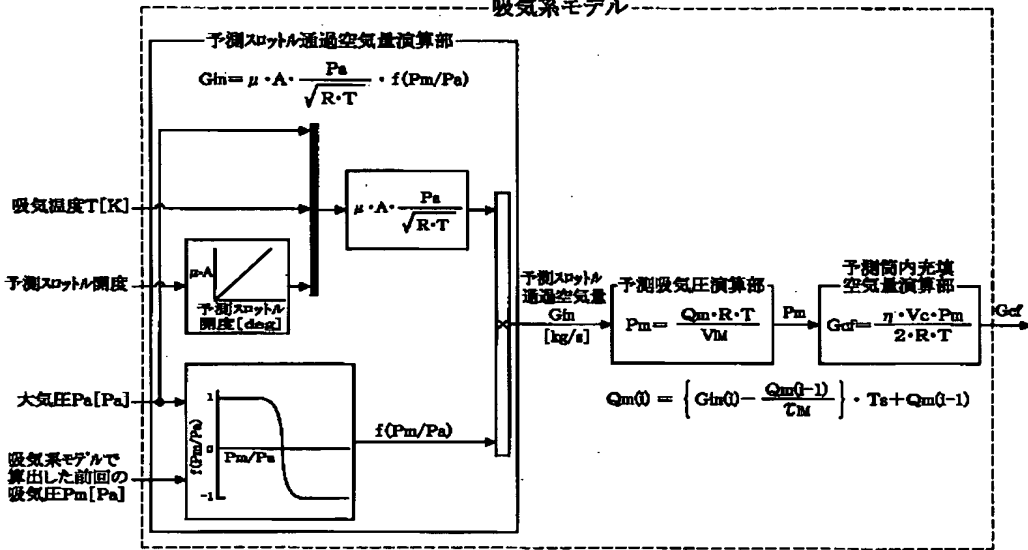 吸気系モデル
予測スロットル通過空気量演算部
Gin= μ・A・ Pa / √R・T ・f(Pm/Pa)
吸気温度T[K]
μ・A・ Pa / √R・T
予測スロットル開度
μ・A
予測スロットル
開度[deg]
予測スロットル
通過空気量
Gin
[kg/s]
×
予測吸気圧演算部
Pm= Qm・R・T / VM
Pm
予測筒内充填
空気量演算部
Gcf= η・Vc・Pm / 2・R・T
Gcf
Qm(i) = {Gin(i)− Qm(i-1) / τM}・Ts+Qm(i-1)
大気圧Pa[Pa]
f(Pm/Pa)
1
0
-1
Pm/Pa
f(Pm/Pa)
吸気系モデルで
算出した前回の
吸気圧Pm[Pa]